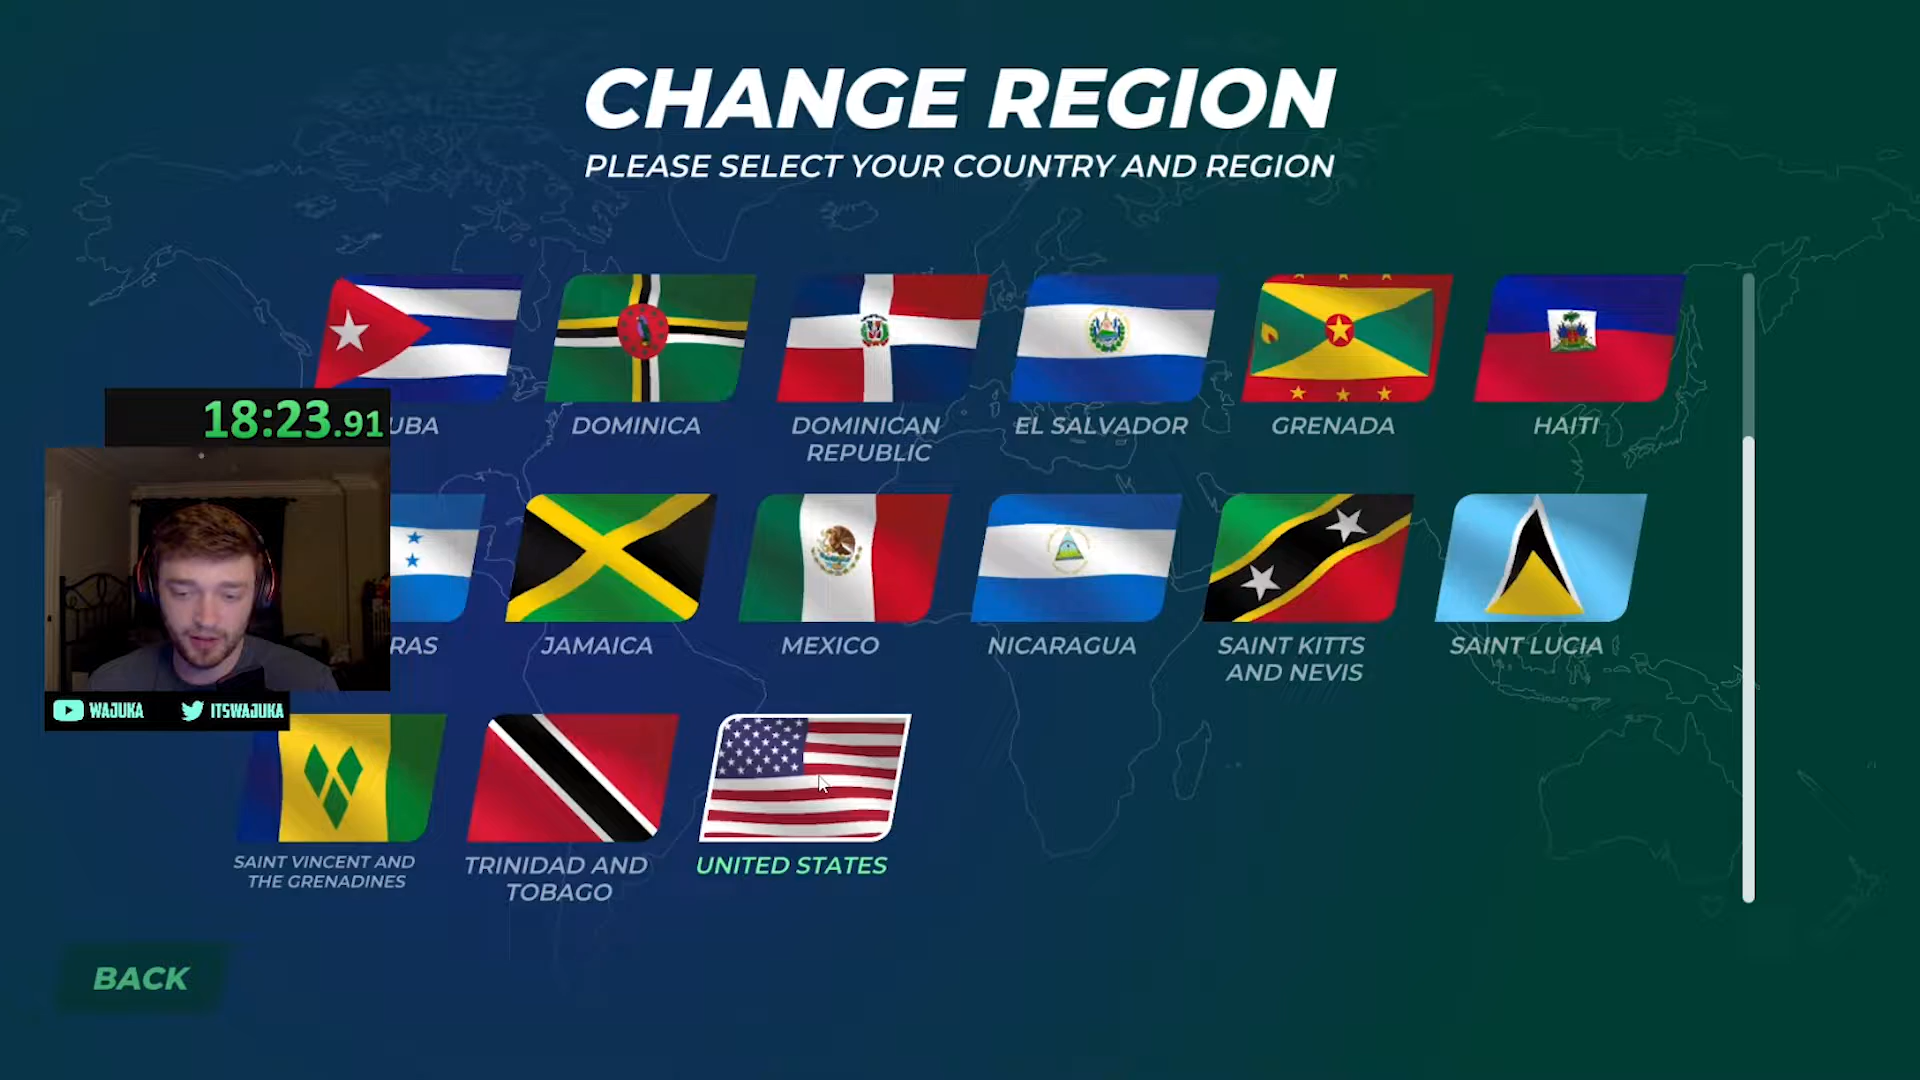 CHANGE REGION
PLEASE SELECT YOUR COUNTRY AND REGION
18:23.91
UBA
DOMINICA
DOMINICAN
REPUBLIC
EL SALVADOR
GRENADA
HAITI
RAS
JAMAICA
MEXICO
NICARAGUA
SAINT KITTS
AND NEVIS
SAINT LUCIA
WAJUKA
ITSWAJUKA
SAINT VINCENT AND
THE GRENADINES
TRINIDAD AND
TOBAGO
UNITED STATES
BACK